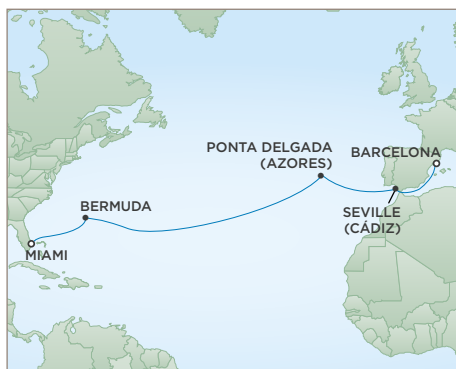 PONTA DELGADA
(AZORES)
BARCELONA
BERMUDA
SEVILLE
(CÁDIZ)
MIAMI